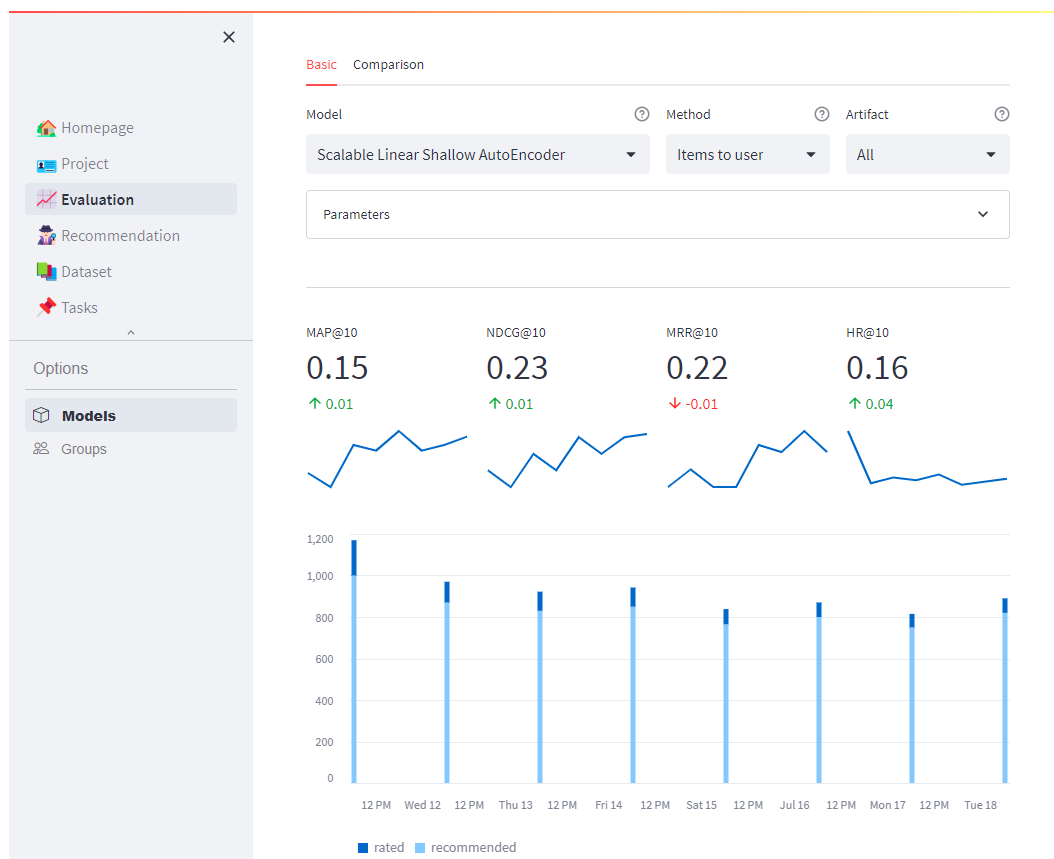 Homepage
Project
Evaluation
Recommendation
Dataset
Tasks
Options
Models
Groups
Basic Comparison
Model Method Artifact
Scalable Linear Shallow AutoEncoder Items to user All
Parameters
MAP@10 NDCG@10 MRR@10 HR@10
0.15 0.23 0.22 0.16
0.01 0.01 -0.01 0.04
1,200
1,000
800
600
400
200
0
12 PM Wed 12 12 PM Thu 13 12 PM Fri 14 12 PM Sat 15 12 PM Jul 16 12 PM Mon 17 12 PM Tue 18
rated recommended